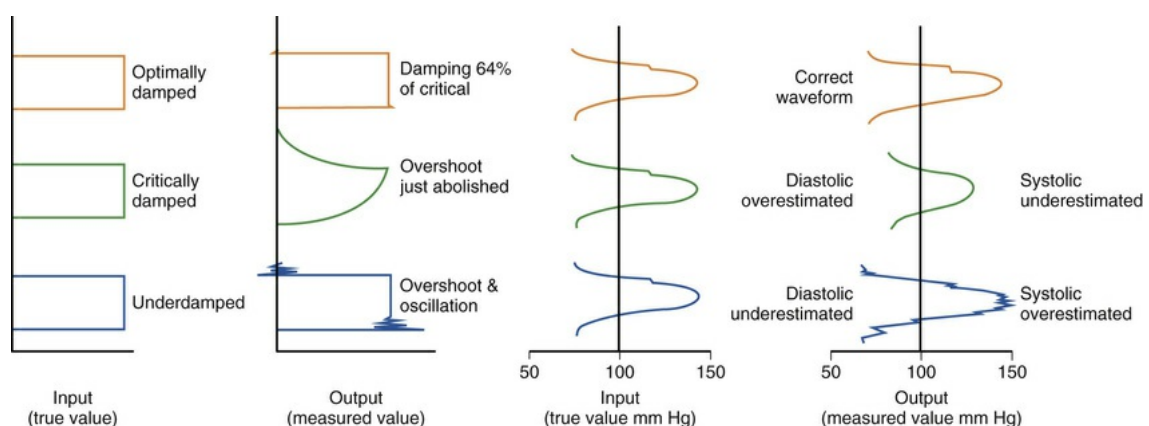 Optimally
damped
Damping 64%
of critical
Correct
waveform
Critically
damped
Overshoot
just abolished
Diastolic
overestimated
Systolic
underestimated
Underdamped
Overshoot &
oscillation
Diastolic
underestimated
Systolic
overestimated
50 100 150
50 100 150
Input
(true value)
Output
(measured value)
Input
(true value mm Hg)
Output
(measured value mm Hg)